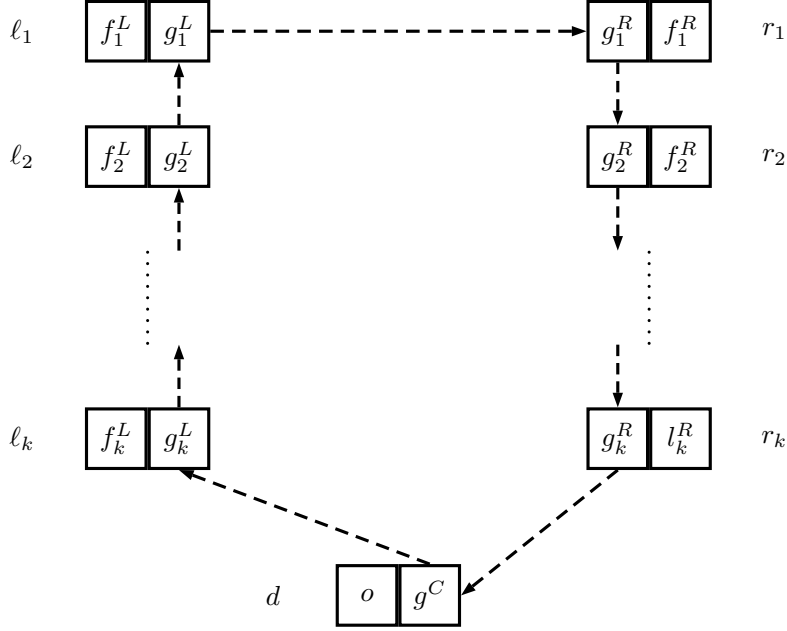 ℓ₁ f₁ᴸ g₁ᴸ g₁ᴿ f₁ᴿ r₁
ℓ₂ f₂ᴸ g₂ᴸ g₂ᴿ f₂ᴿ r₂
ℓₖ fₖᴸ gₖᴸ gₖᴿ lₖᴿ rₖ
d o gᶜ